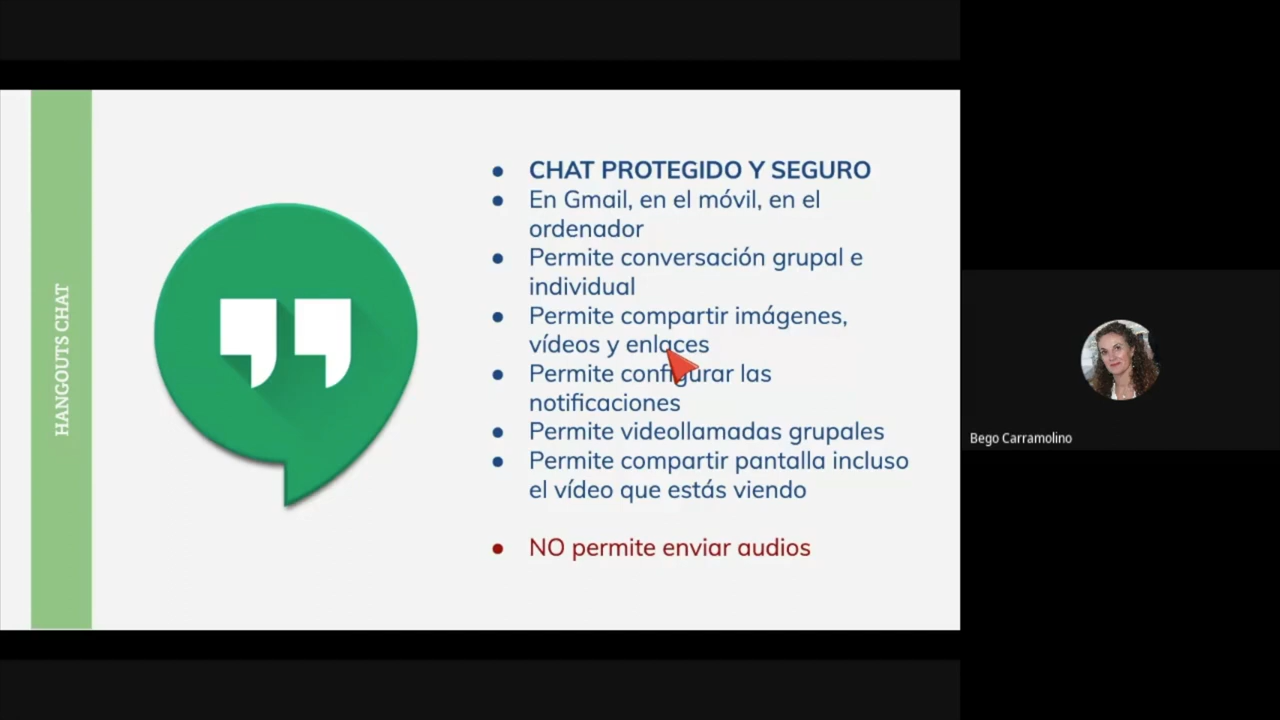 HANGOUTS CHAT
● CHAT PROTEGIDO Y SEGURO
● En Gmail, en el móvil, en el
ordenador
● Permite conversación grupal e
individual
● Permite compartir imágenes,
vídeos y enlaces
● Permite configurar las
notificaciones
● Permite videollamadas grupales
● Permite compartir pantalla incluso
el vídeo que estás viendo
● NO permite enviar audios
Bego Carramolino